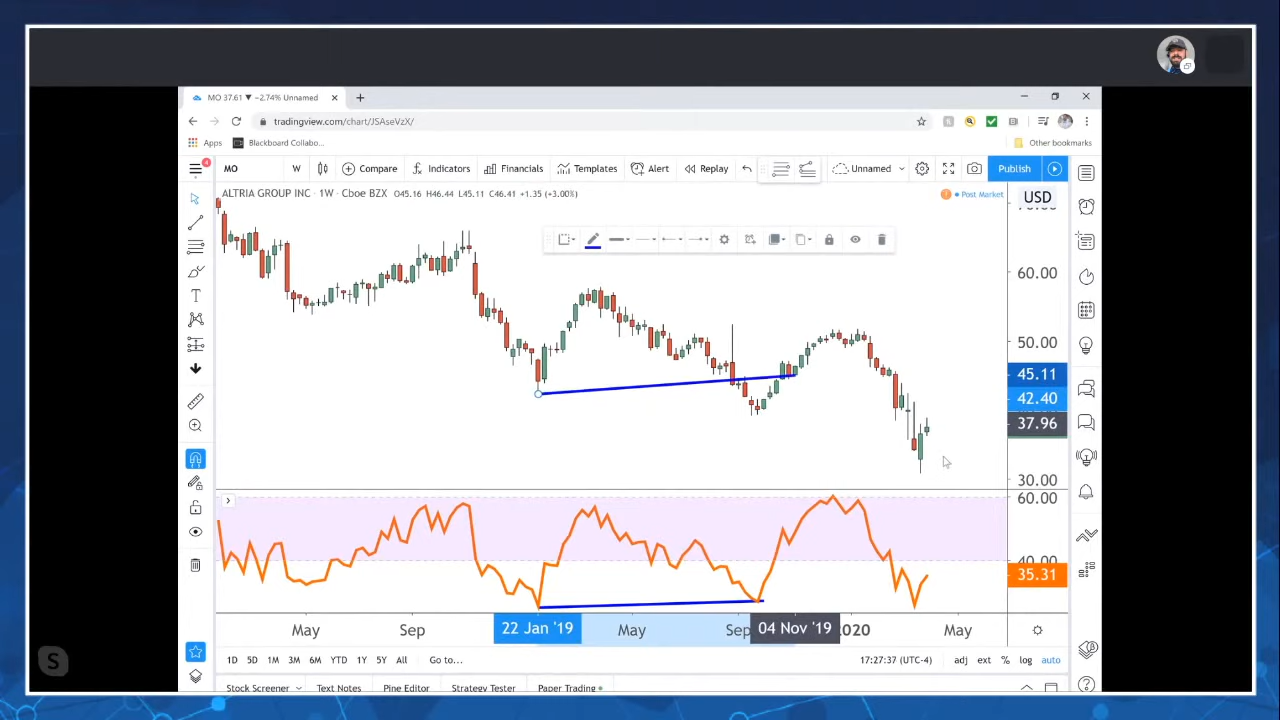 MO 37.61 ▼ −2.74% Unnamed
tradingview.com/chart/JSAseVzX/
Apps Blackboard Collabo... Other bookmarks
4 MO W Compare Indicators Financials Templates Alert Replay Unnamed Publish
ALTRIA GROUP INC · 1W · Cboe BZX O45.16 H46.44 L45.11 C46.41 +1.35 (+3.00%)
Post Market
USD
60.00
50.00
45.11
42.40
37.96
30.00
60.00
40.00
35.31
May Sep 22 Jan '19 May Sep 04 Nov '19 2020 May
1D 5D 1M 3M 6M YTD 1Y 5Y All Go to... 17:27:37 (UTC-4) adj ext % log auto
Stock Screener Text Notes Pine Editor Strategy Tester Paper Trading
S